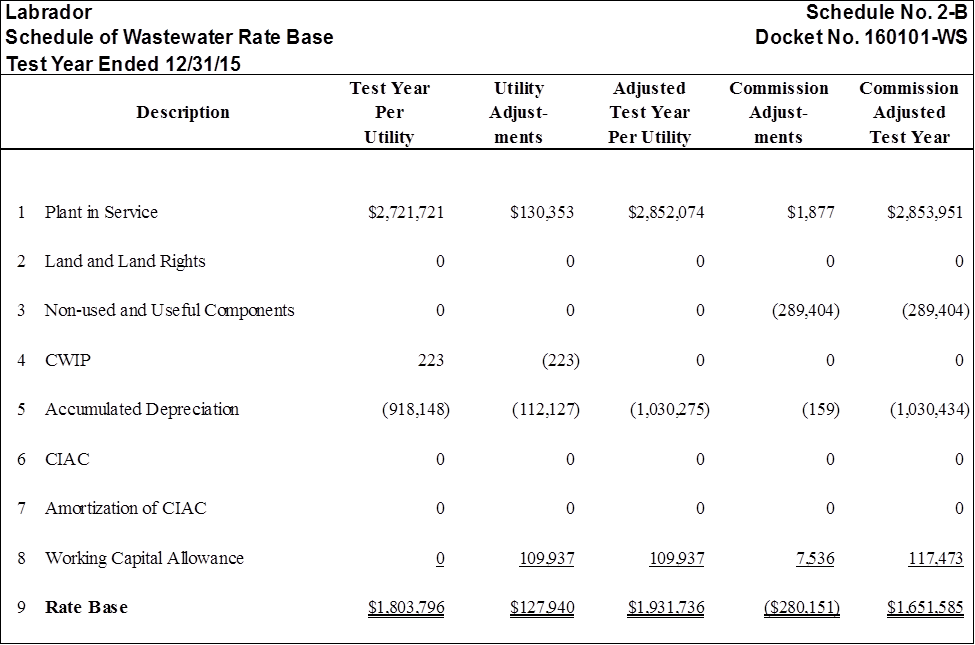 Labrador Schedule No. 2-B
Schedule of Wastewater Rate Base Docket No. 160101-WS
Test Year Ended 12/31/15
Test Year Utility Adjusted Commission Commission
Description Per Adjust- Test Year Adjust- Adjusted
Utility ments Per Utility ments Test Year
1 Plant in Service $2,721,721 $130,353 $2,852,074 $1,877 $2,853,951
2 Land and Land Rights 0 0 0 0 0
3 Non-used and Useful Components 0 0 0 (289,404) (289,404)
4 CWIP 223 (223) 0 0 0
5 Accumulated Depreciation (918,148) (112,127) (1,030,275) (159) (1,030,434)
6 CIAC 0 0 0 0 0
7 Amortization of CIAC 0 0 0 0 0
8 Working Capital Allowance 0 109,937 109,937 7,536 117,473
9 Rate Base $1,803,796 $127,940 $1,931,736 ($280,151) $1,651,585